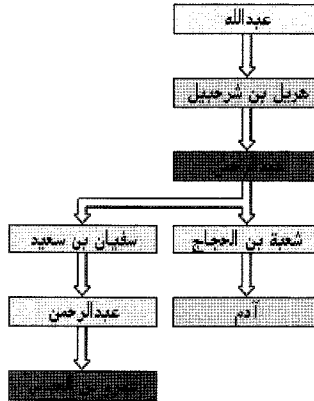 عبدالله
هزيل بن شرحبيل
شعبة بن الحجاج
سفيان بن سعيد
آدم
عبدالرحمن